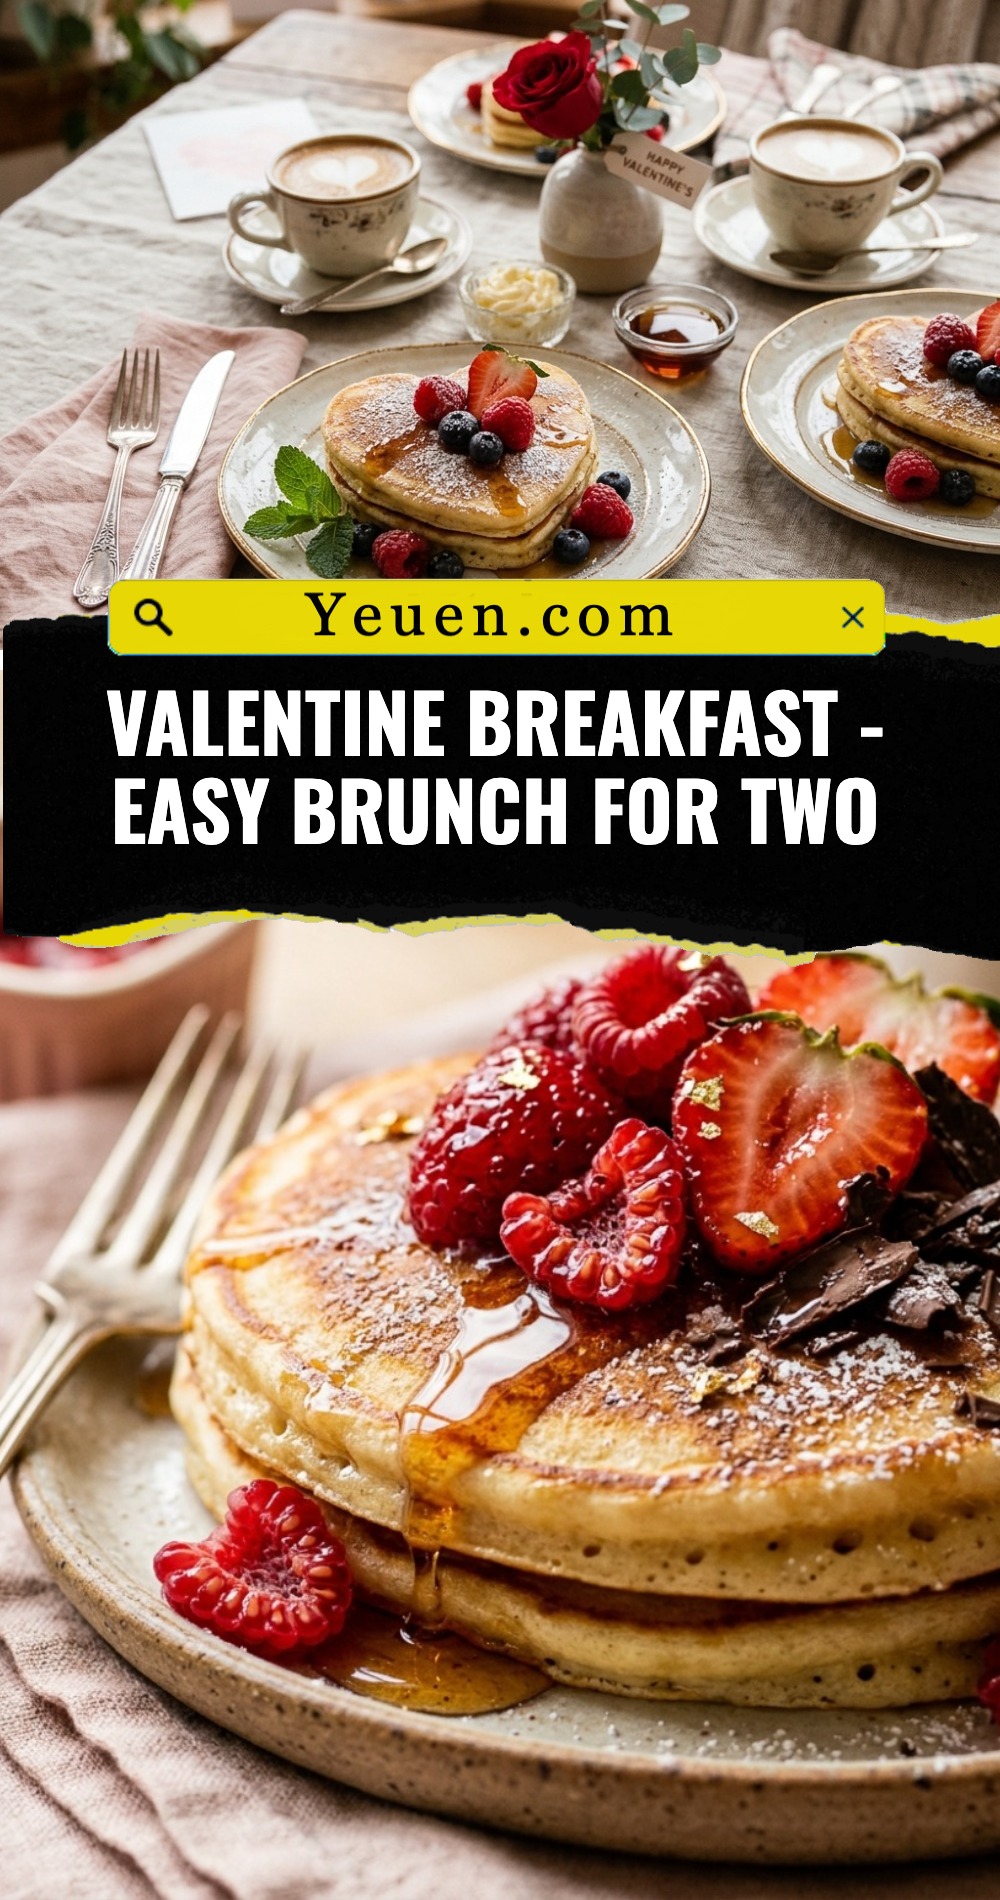 HAPPY
VALENTINE'S
Yeuen.com
VALENTINE BREAKFAST -
EASY BRUNCH FOR TWO